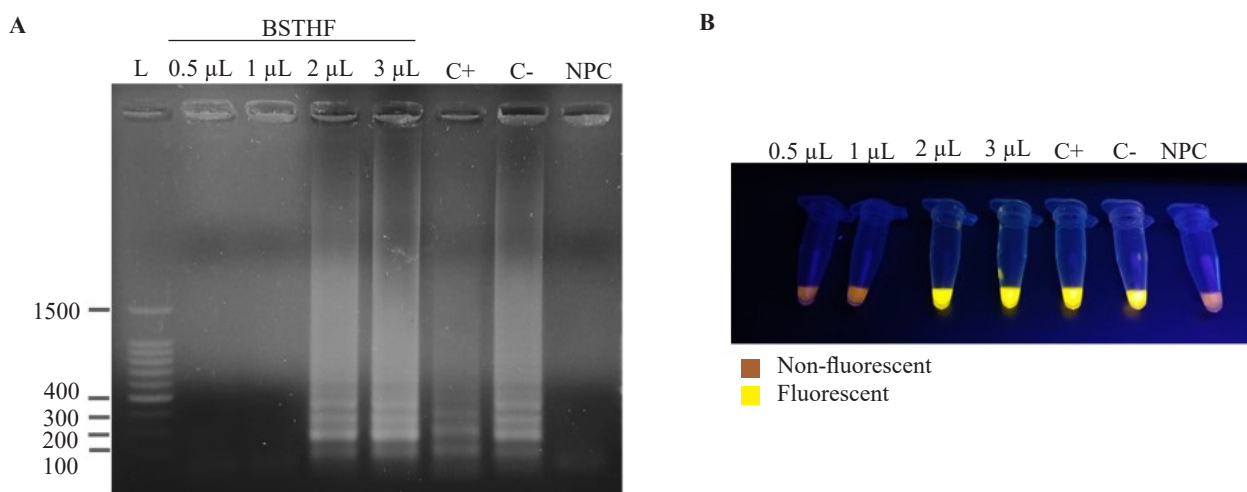 A
BSTHF
L 0.5 µL 1 µL 2 µL 3 µL C+ C- NPC
1500
400
300
200
100
B
0.5 µL 1 µL 2 µL 3 µL C+ C- NPC
Non-fluorescent
Fluorescent